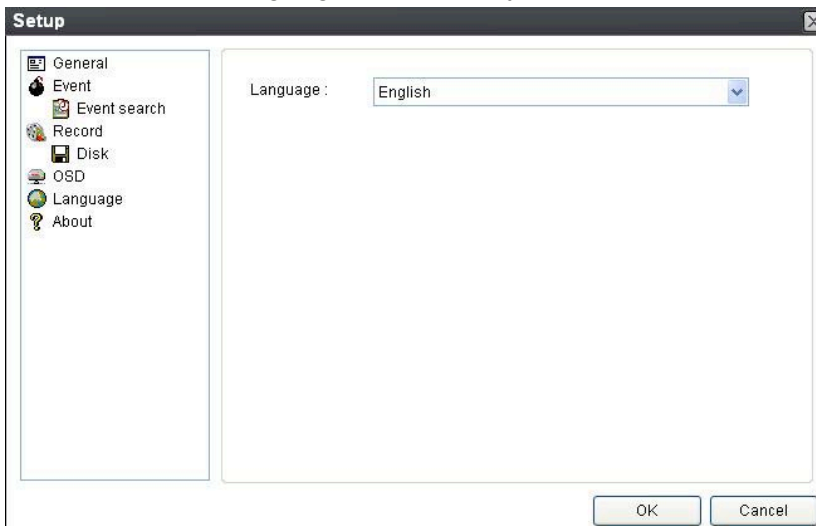 Setup
General
Event
Event search
Record
Disk
OSD
Language
About
Language :
English
OK
Cancel